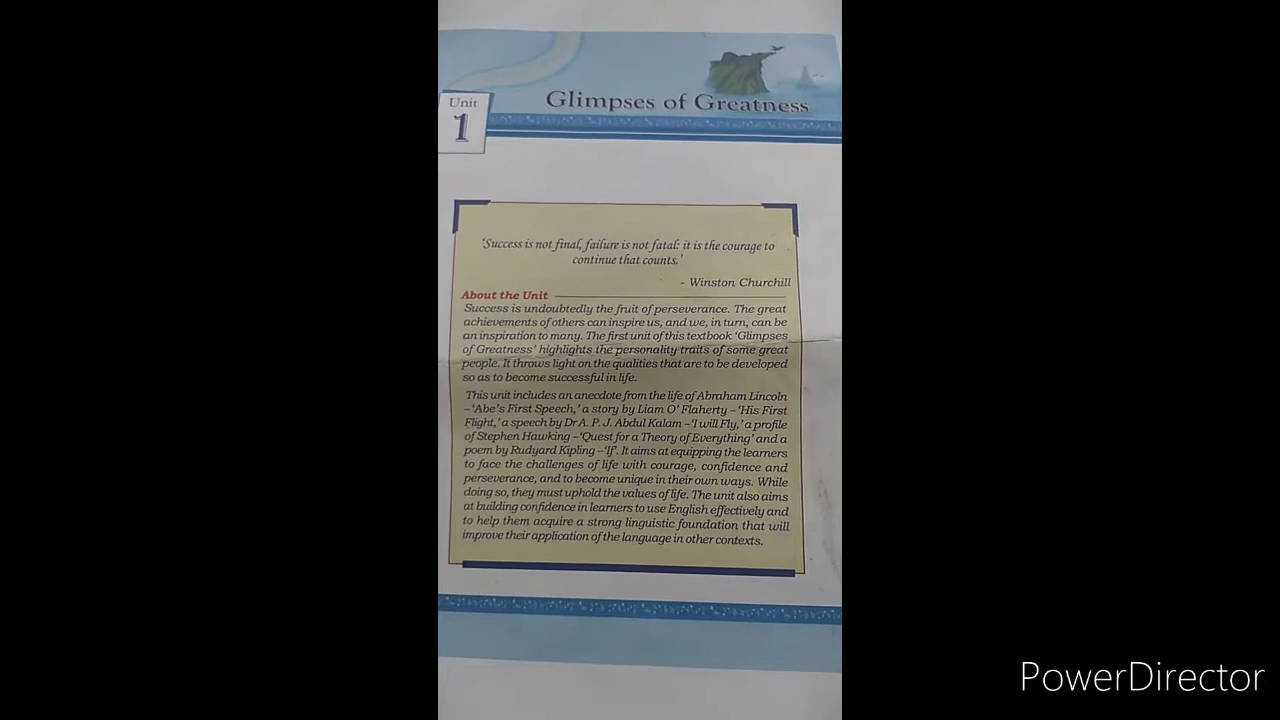 Glimpses of Greatness
Unit
1
'Success is not final, failure is not fatal: it is the courage to
continue that counts.'
- Winston Churchill
About the Unit
Success is undoubtedly the fruit of perseverance. The great
achievements of others can inspire us, and we, in turn, can be
an inspiration to many. The first unit of this textbook 'Glimpses
of Greatness' highlights the personality traits of some great
people. It throws light on the qualities that are to be developed
so as to become successful in life.
This unit includes an anecdote from the life of Abraham Lincoln
–'Abe's First Speech,' a story by Liam O' Flaherty –'His First
Flight,' a speech by Dr A. P. J. Abdul Kalam –'I will Fly,' a profile
of Stephen Hawking –'Quest for a Theory of Everything' and a
poem by Rudyard Kipling –'If'. It aims at equipping the learners
to face the challenges of life with courage, confidence and
perseverance, and to become unique in their own ways. While
doing so, they must uphold the values of life. The unit also aims
at building confidence in learners to use English effectively and
to help them acquire a strong linguistic foundation that will
improve their application of the language in other contexts.
PowerDirector